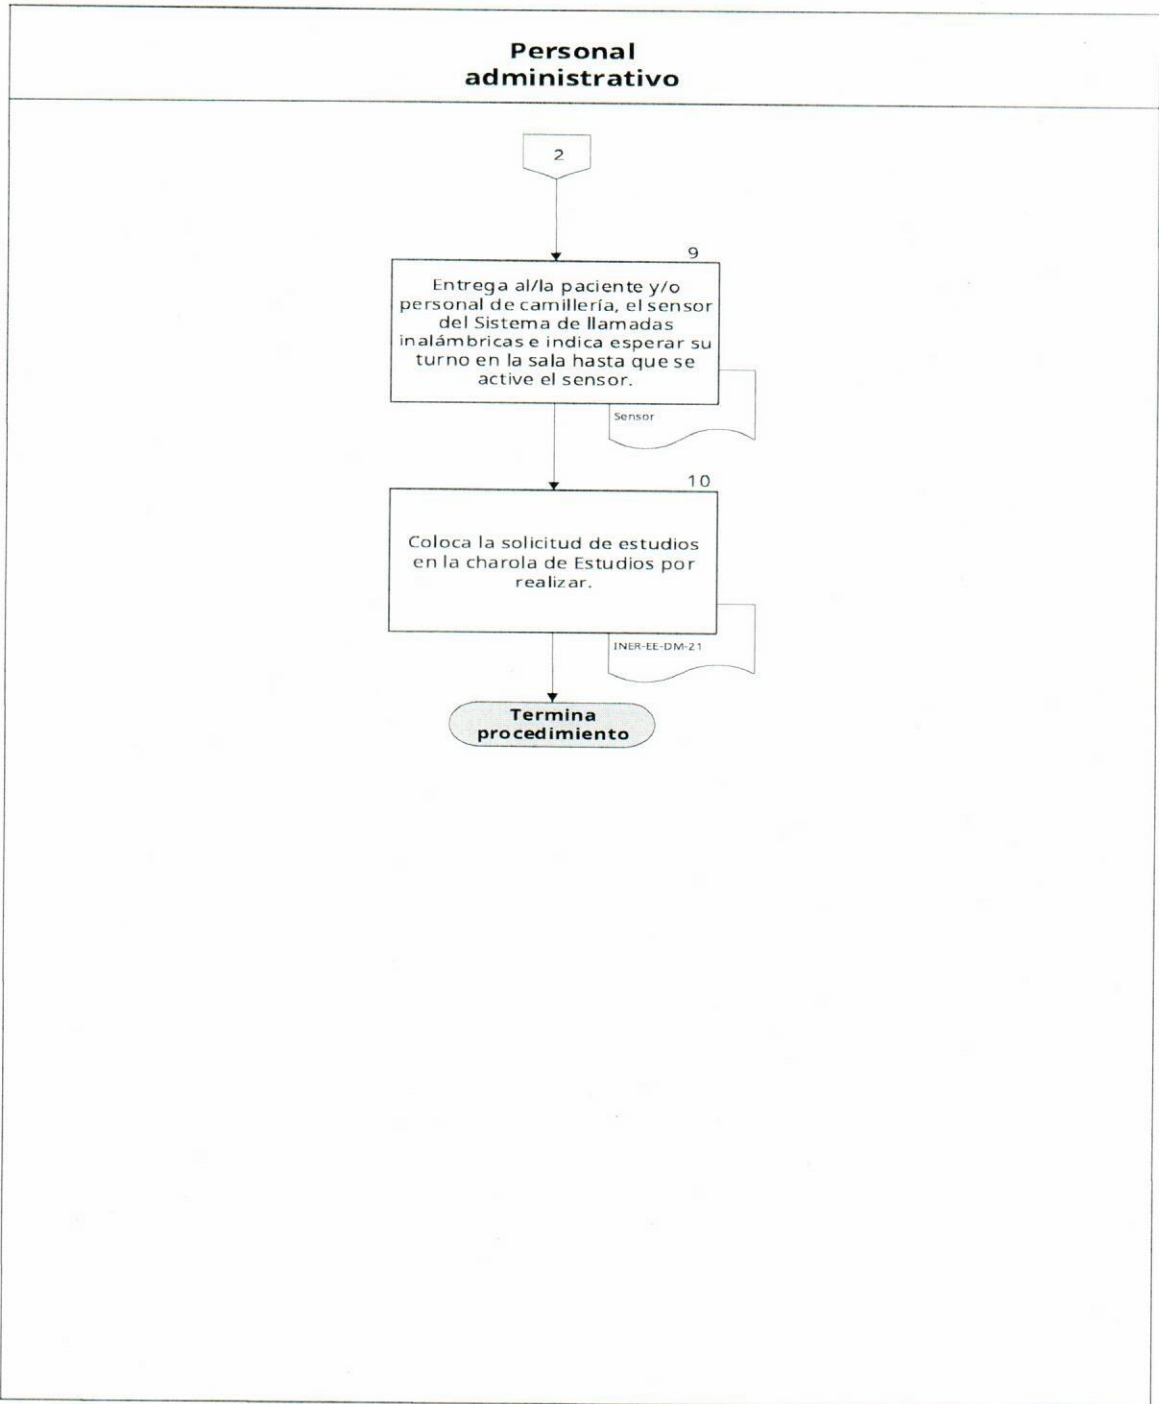 Personal
administrativo
2
9
Entrega al/la paciente y/o
personal de camillería, el sensor
del Sistema de llamadas
inalámbricas e indica esperar su
turno en la sala hasta que se
active el sensor.
Sensor
10
Coloca la solicitud de estudios
en la charola de Estudios por
realizar.
INER-EE-DM-21
Termina
procedimiento